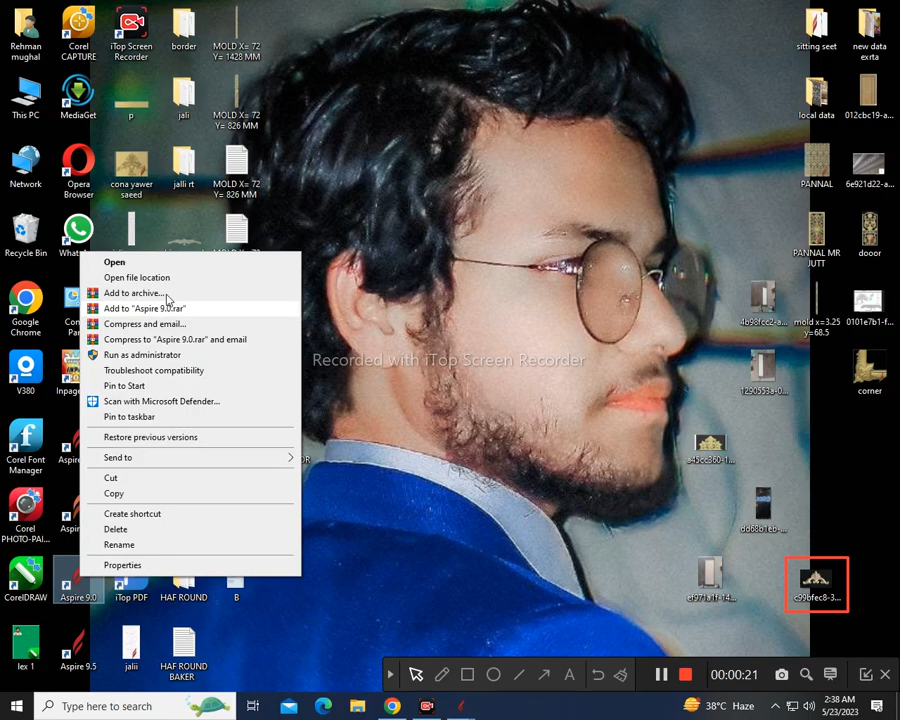 Rehman mughal
Corel CAPTURE
iTop Screen Recorder
border
MOLD X= 72 Y= 1428 MM
sitting seet
new data exrta
This PC
MediaGet
p
jali
MOLD X= 72 Y= 826 MM
local data
012cbc19-a...
Network
Opera Browser
cona yawer saeed
jalli rt
MOLD X= 72 Y= 826 MM
PANNAL
6e921d22-a...
Recycle Bin
PANNAL MR JUTT
dooor
Open
Open file location
Add to archive...
Add to "Aspire 9.0.rar"
Compress and email...
Compress to "Aspire 9.0.rar" and email
Run as administrator
Troubleshoot compatibility
Pin to Start
Scan with Microsoft Defender...
Pin to taskbar
Restore previous versions
Send to
Cut
Copy
Create shortcut
Delete
Rename
Properties
Google Chrome
mold x=3.25 y=68.5
0101e7b1-f...
Recorded with iTop Screen Recorder
V380
1290553a-0...
corner
Corel Font Manager
a45cc360-1...
Corel PHOTO-PAI...
dd68b1eb-...
CorelDRAW
Aspire 9.0
iTop PDF
HAF ROUND
B
ef971a1f-14...
c99bfec8-3...
lex 1
Aspire 9.5
jalii
HAF ROUND BAKER
A
00:00:21
Type here to search
38°C Haze
2:38 AM
5/23/2023